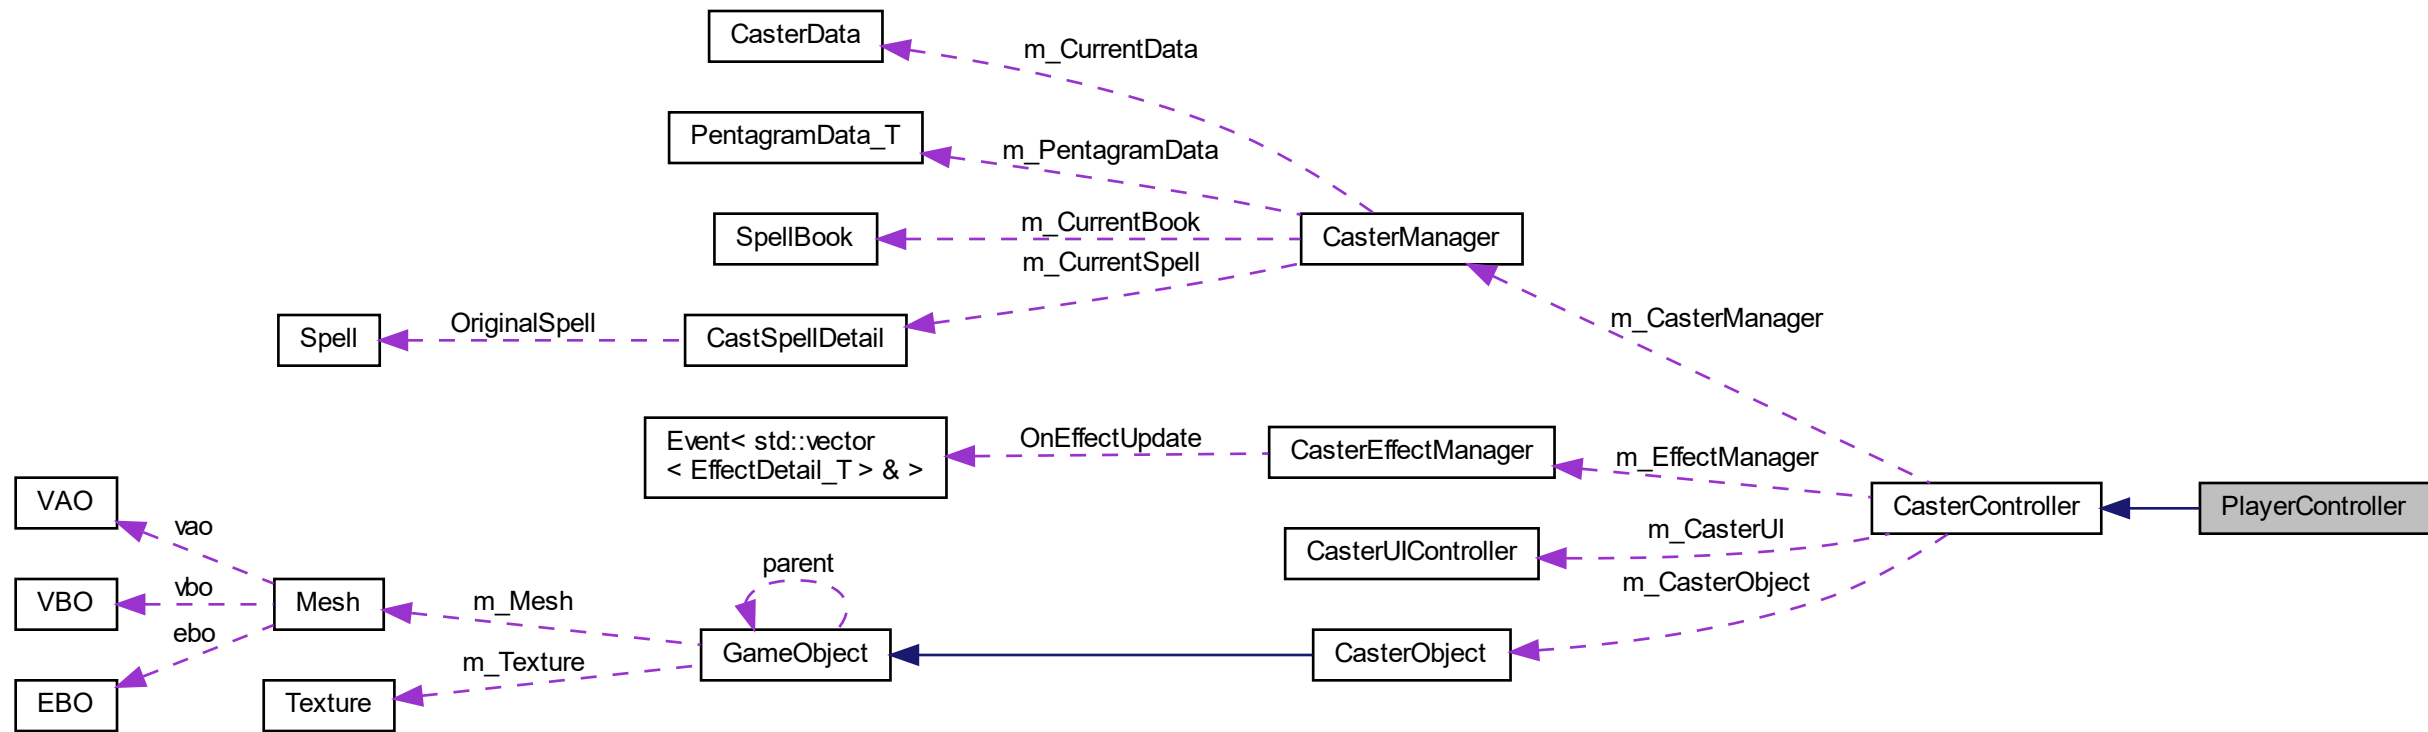 CasterData
m_CurrentData
PentagramData_T
m_PentagramData
SpellBook
m_CurrentBook
CasterManager
m_CurrentSpell
Spell
OriginalSpell
CastSpellDetail
m_CasterManager
Event< std::vector
< EffectDetail_T > & >
OnEffectUpdate
CasterEffectManager
m_EffectManager
VAO
vao
CasterController
PlayerController
CasterUIController
m_CasterUI
parent
m_CasterObject
VBO
vbo
Mesh
m_Mesh
ebo
GameObject
CasterObject
m_Texture
EBO
Texture